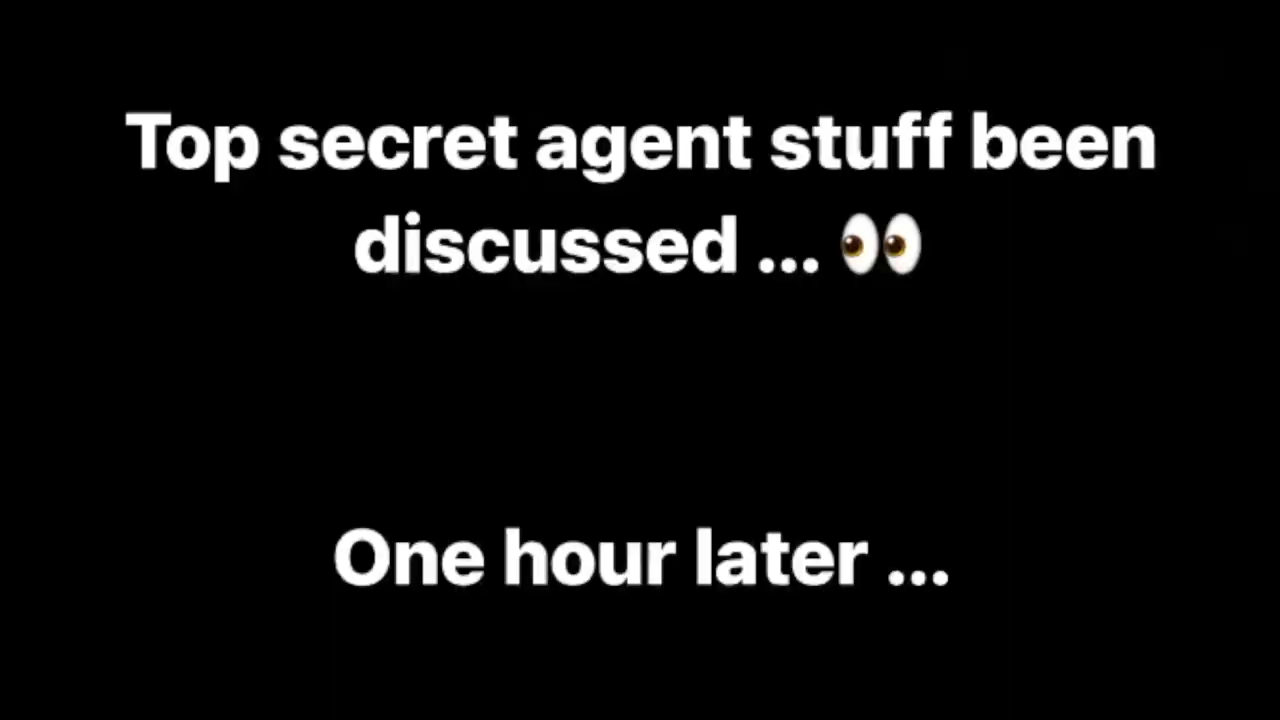 Top secret agent stuff been
discussed ... 👀
One hour later ...